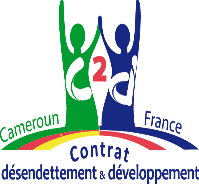 C2D
Cameroun France
Contrat
désendettement & développement